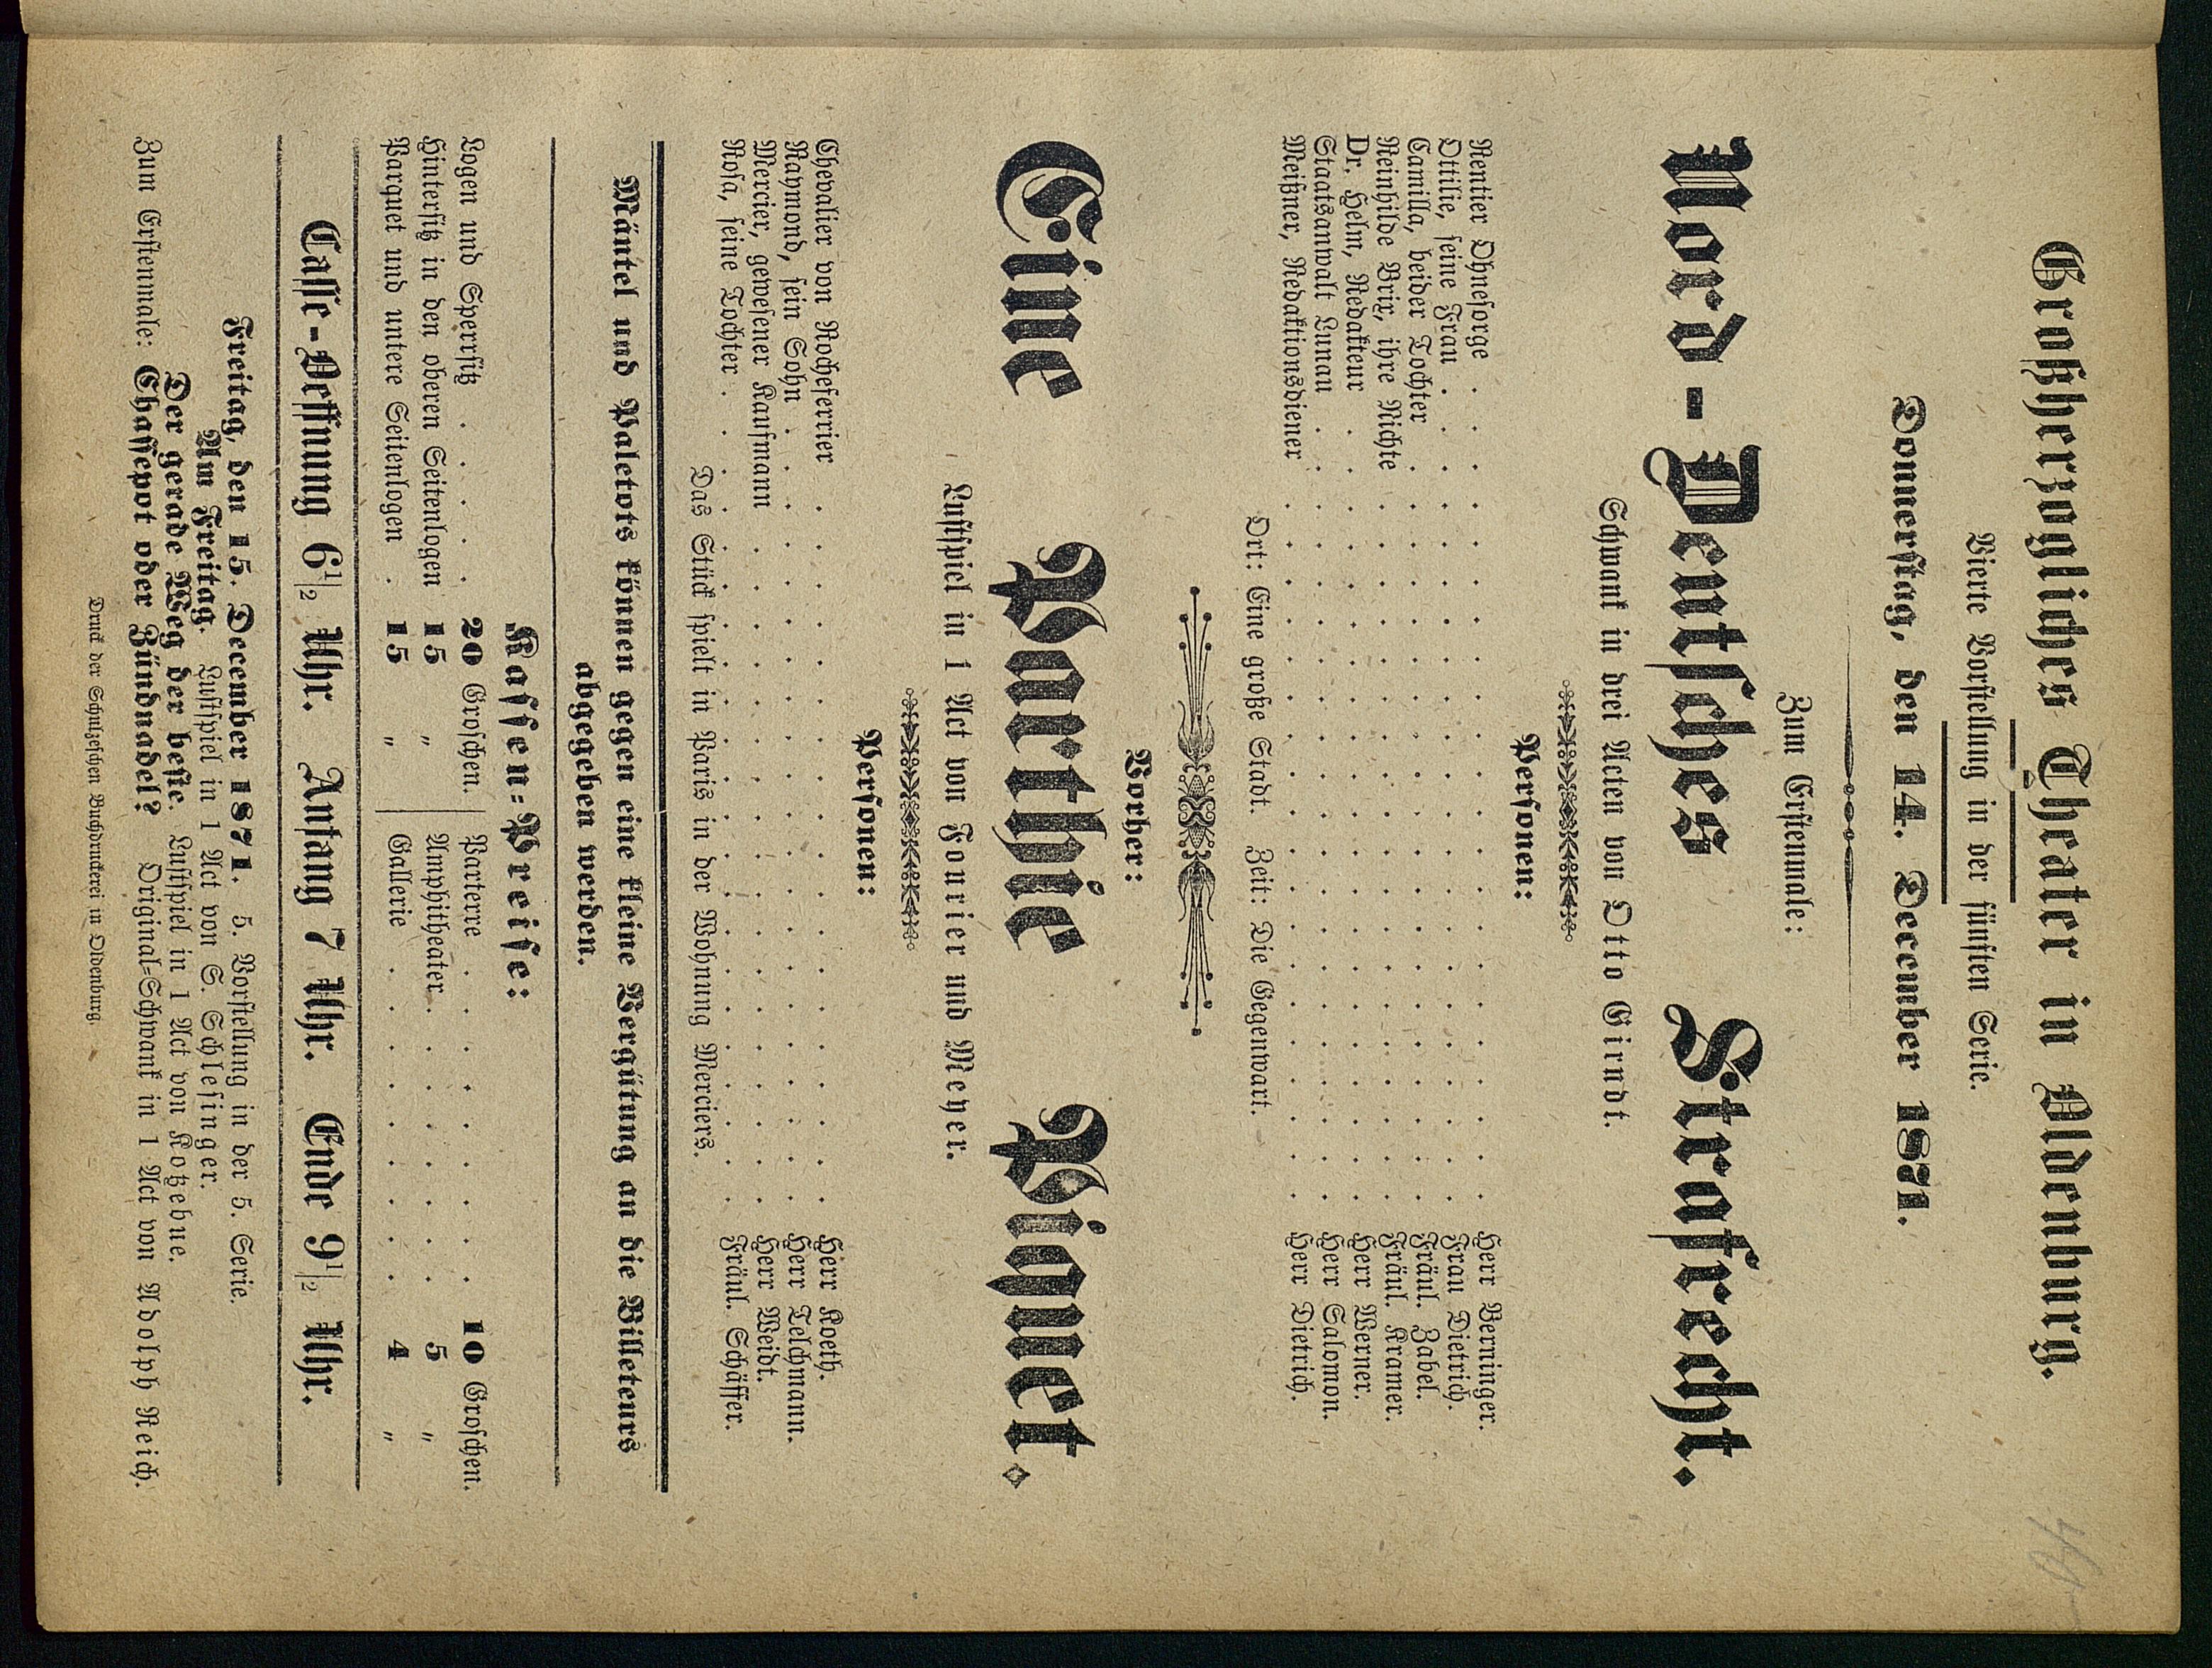 Großherzogliches Theater in Oldenburg.
Vierte Vorstellung in der fünften Serie.
Donnerstag, den 14. December 1871.
Zum Erstenmale:
Nord-Deutsches Strafrecht.
Schwank in drei Acten von Otto Girndt.
Personen:
Rentier Ohnesorge . . . . . . . . . . Herr Berninger.
Ottilie, seine Frau . . . . . . . . . . Frau Dietrich.
Camilla, beider Tochter . . . . . . . . . . Fräul. Zabel.
Reinhilde Brix, ihre Nichte . . . . . . . . . . Fräul. Kramer.
Dr. Helm, Redakteur . . . . . . . . . . Herr Werner.
Staatsanwalt Lunau . . . . . . . . . . Herr Salomon.
Meißner, Redaktionsdiener . . . . . . . . . . Herr Dietrich.
Ort: Eine große Stadt. Zeit: Die Gegenwart.
Vorher:
Eine Parthie Piquet.
Lustspiel in 1 Act von Fourier und Meyer.
Personen:
Chevalier von Rocheferrier . . . . . . . . . . Herr Koeth.
Raymond, sein Sohn . . . . . . . . . . Herr Telchmann.
Mercier, gewesener Kaufmann . . . . . . . . . . Herr Weidt.
Rosa, seine Tochter . . . . . . . . . . Fräul. Schäffer.
Das Stück spielt in Paris in der Wohnung Merciers.
Mäntel und Paletots können gegen eine kleine Vergütung an die Billeteurs
abgegeben werden.
Kassen-Preise:
Logen und Sperrsitz . . . . . 20 Groschen. Parterre . . . . . 10 Groschen.
Hintersitz in den oberen Seitenlogen 15 " Amphitheater . . . . . 5 "
Parquet und untere Seitenlogen . 15 " Gallerie . . . . . 4 "
Casse-Oeffnung 6 1/2 Uhr. Anfang 7 Uhr. Ende 9 1/2 Uhr.
Freitag, den 15. December 1871. 5. Vorstellung in der 5. Serie.
Am Freitag. Lustspiel in 1 Act von S. Schlesinger.
Der gerade Weg der beste. Lustspiel in 1 Act von Kotzebue.
Zum Erstenmale: Chassepot oder Zündnadel? Original-Schwank in 1 Act von Adolph Reich.
Druck der Schulzeschen Buchdruckerei in Oldenburg.